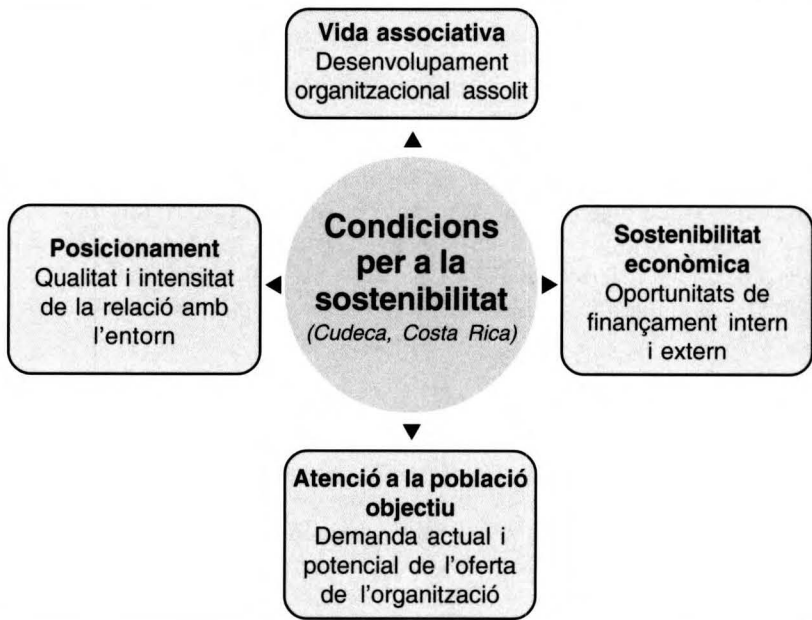 Vida associativa
Desenvolupament
organitzacional assolit
Posicionament
Qualitat i intensitat
de la relació amb
l'entorn
Condicions
per a la
sostenibilitat
(Cudeca, Costa Rica)
Sostenibilitat
econòmica
Oportunitats de
finançament intern
i extern
Atenció a la població
objectiu
Demanda actual i
potencial de l'oferta
de l'organització